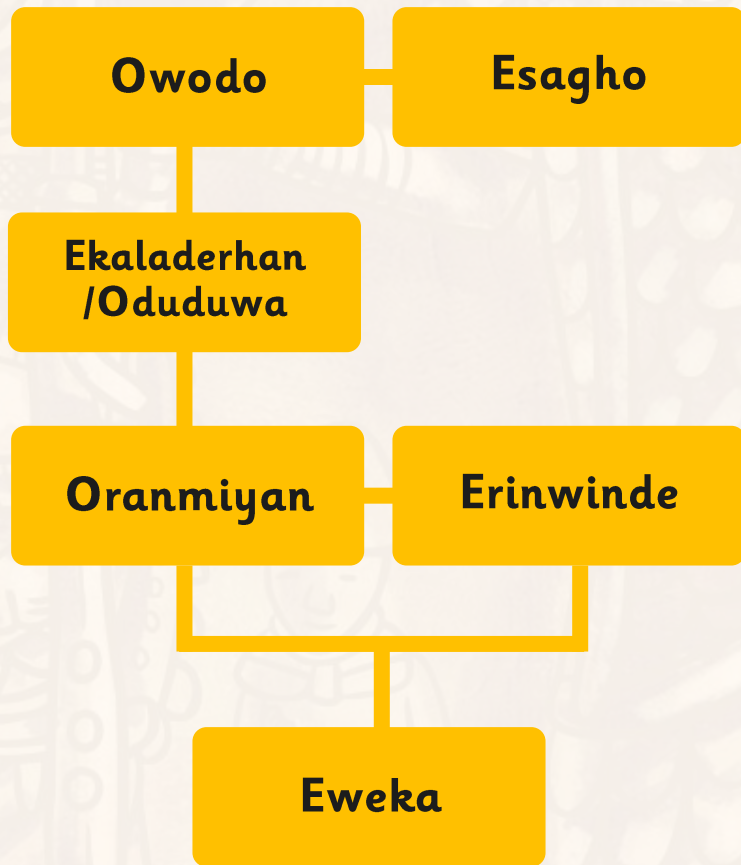 Owodo
Esagho
Ekaladerhan
/Oduduwa
Oranmiyan
Erinwinde
Eweka